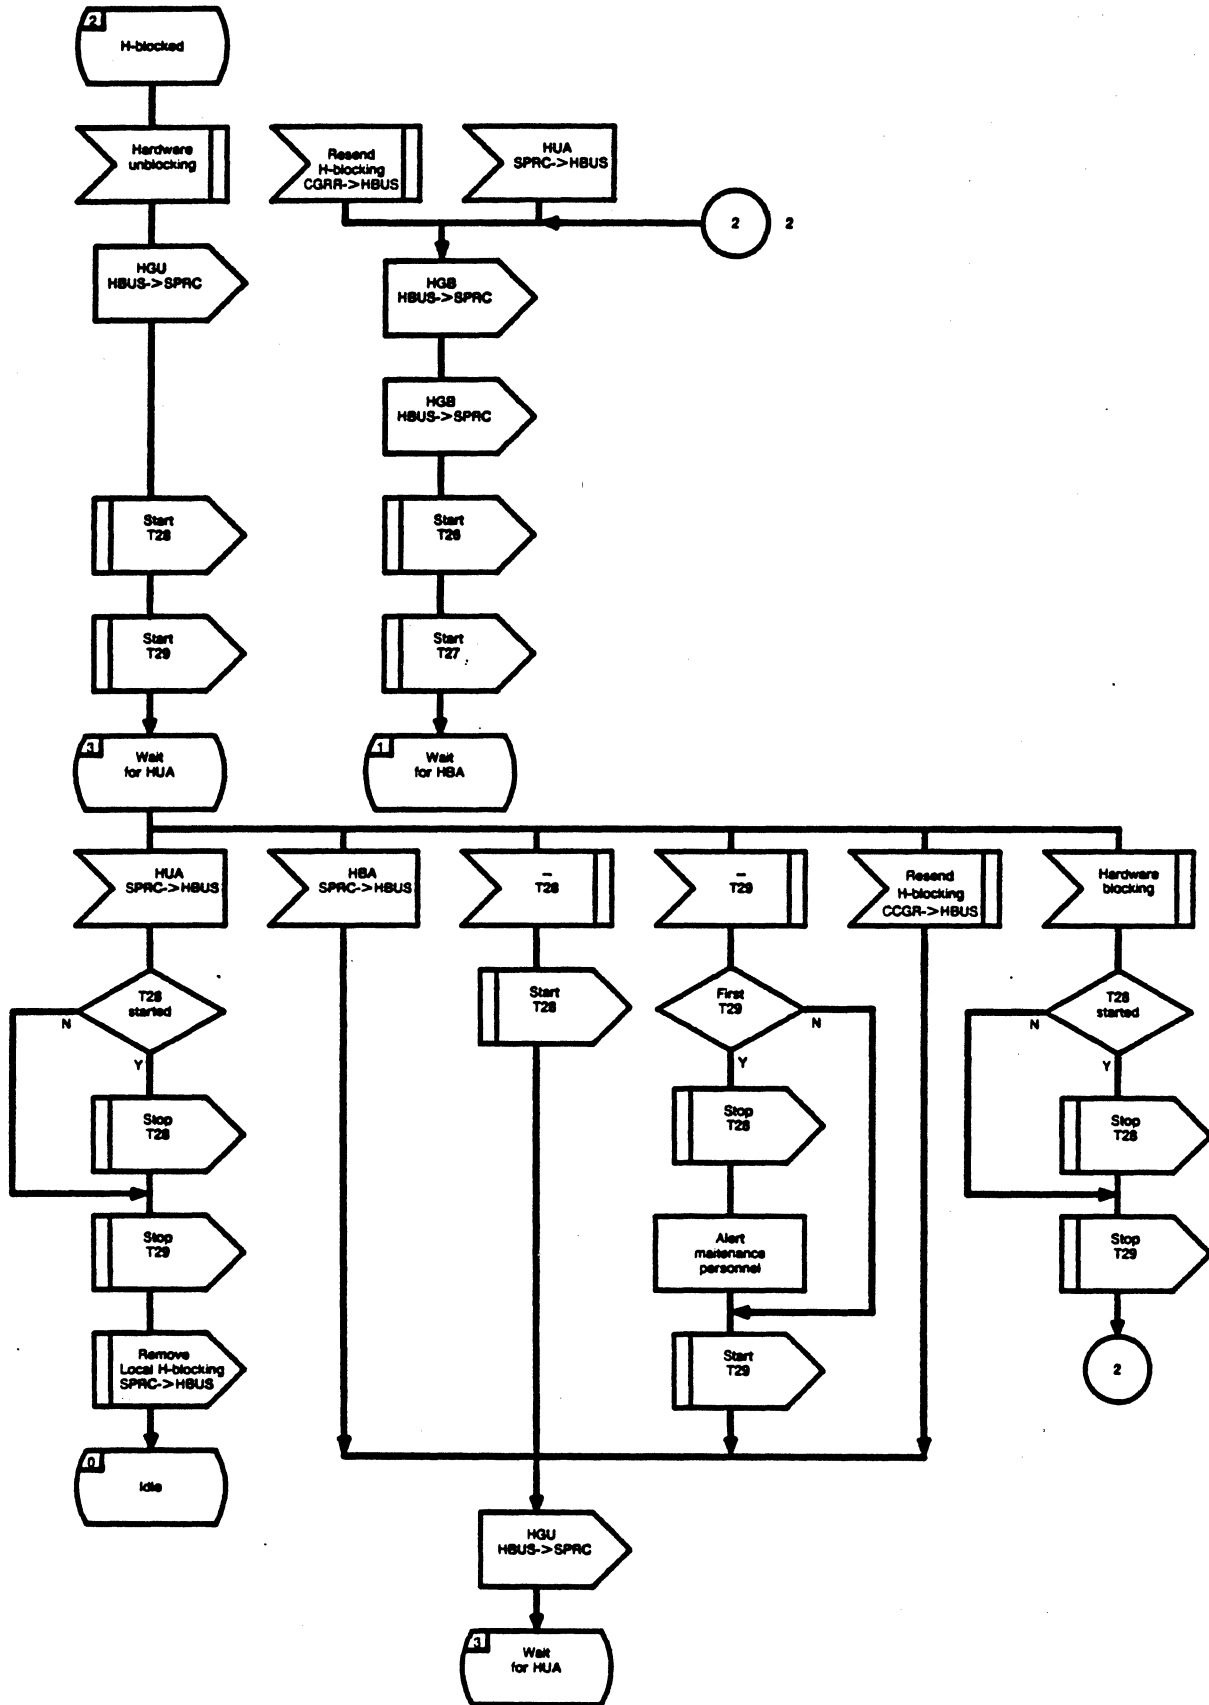 2
H-blocked
Hardware
unblocking
Resend
H-blocking
CGRR->HBUS
HUA
SPRC->HBUS
2
2
HGU
HBUS->SPRC
HGB
HBUS->SPRC
HGB
HBUS->SPRC
Start
T28
Start
T26
Start
T29
Start
T27
3
Wait
for HUA
1
Wait
for HBA
HUA
SPRC->HBUS
HBA
SPRC->HBUS
T28
T29
Resend
H-blocking
CCGR->HBUS
Hardware
blocking
T28
started
N
Y
Start
T28
First
T29
N
Y
T28
started
N
Y
Stop
T28
Stop
T28
Stop
T28
Stop
T29
Alert
maitenance
personnel
Stop
T29
Remove
Local H-blocking
SPRC->HBUS
Start
T29
2
0
Idle
HGU
HBUS->SPRC
3
Wait
for HUA